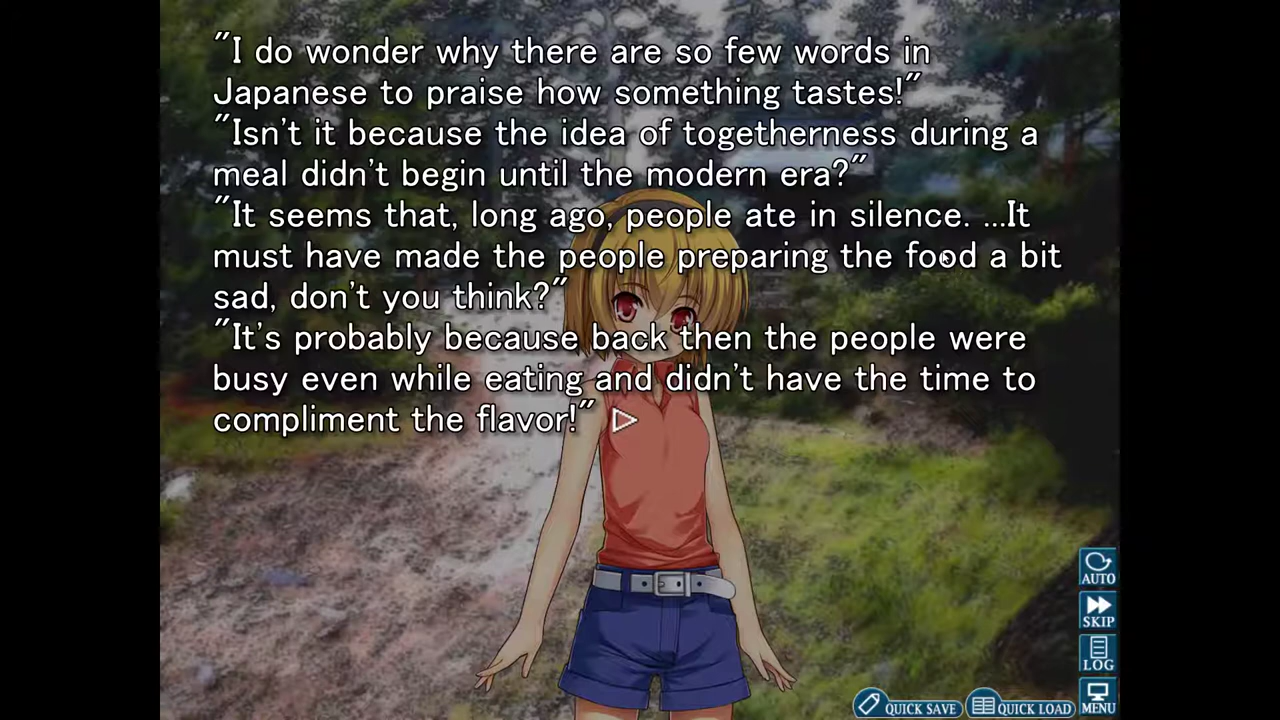 "I do wonder why there are so few words in
Japanese to praise how something tastes!"
"Isn't it because the idea of togetherness during a
meal didn't begin until the modern era?"
"It seems that, long ago, people ate in silence. ...It
must have made the people preparing the food a bit
sad, don't you think?"
"It's probably because back then the people were
busy even while eating and didn't have the time to
compliment the flavor!"
AUTO
SKIP
LOG
MENU
QUICK SAVE
QUICK LOAD